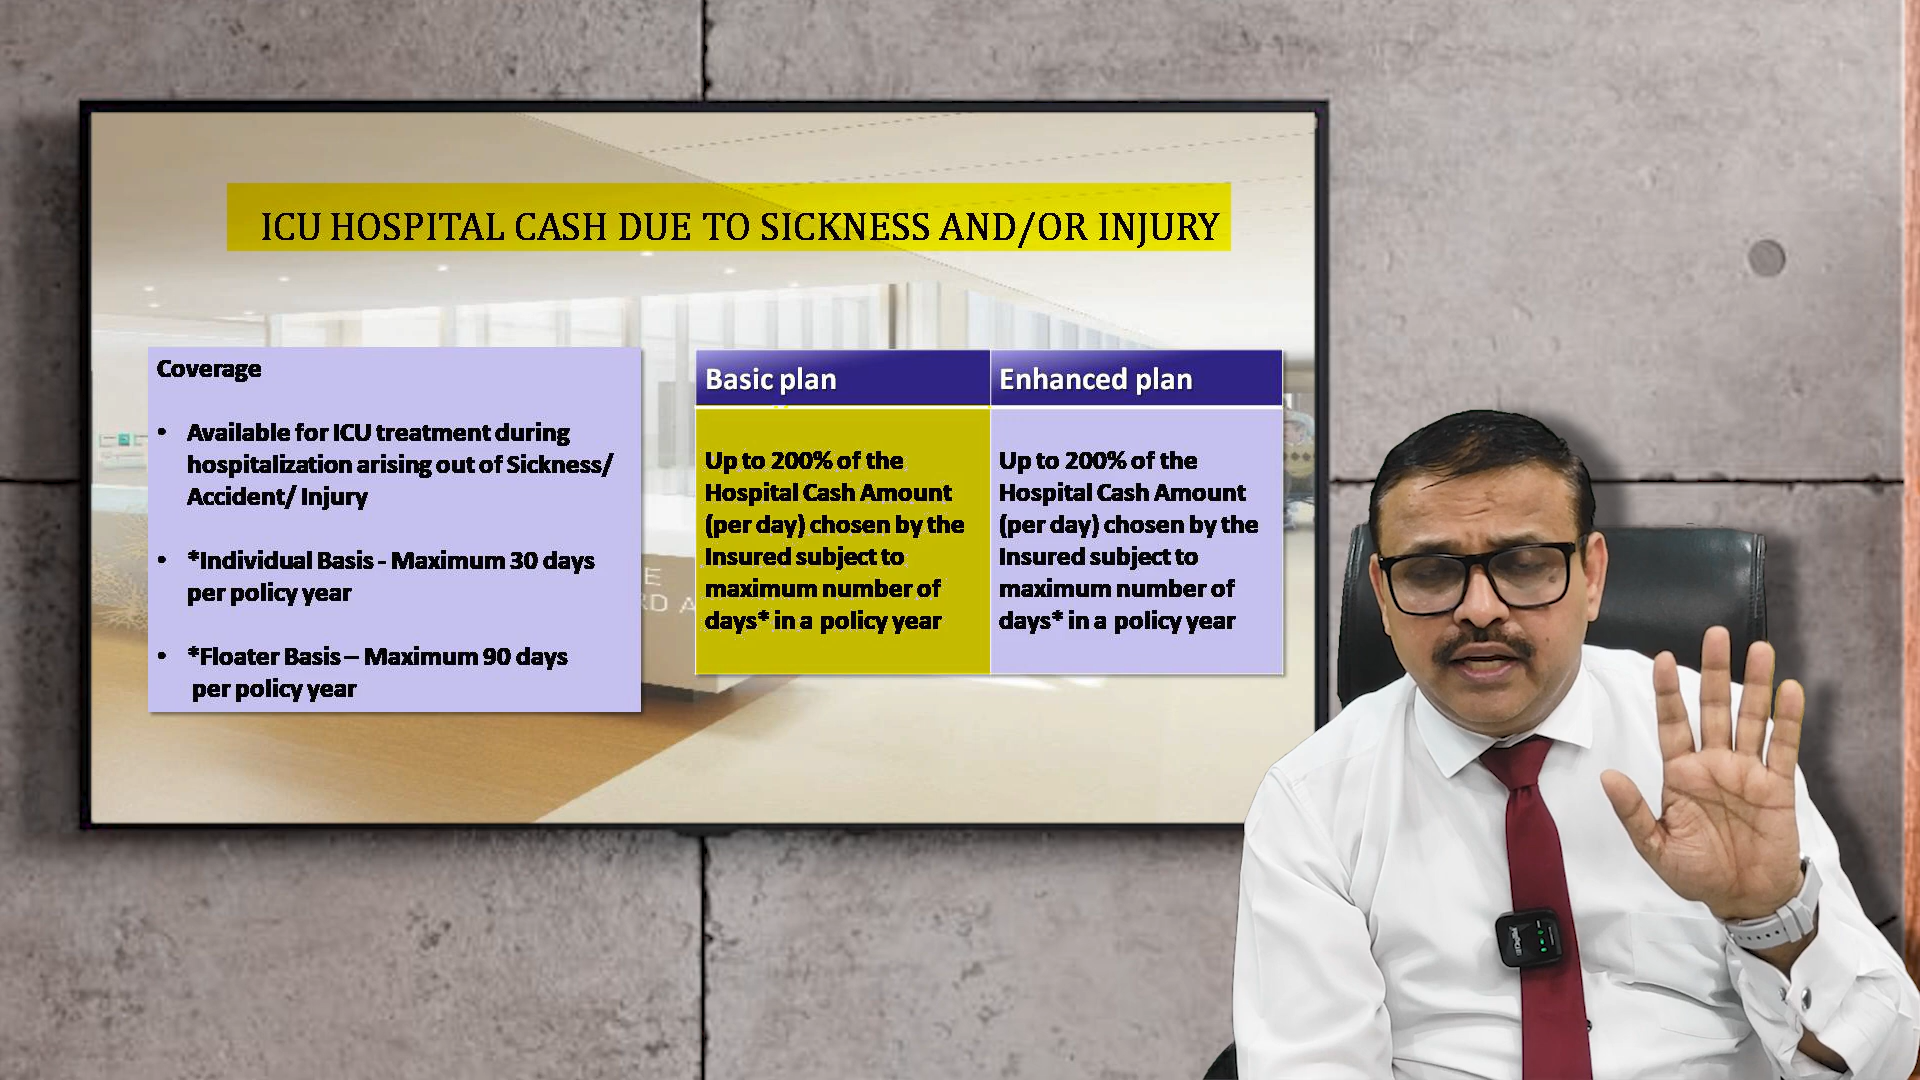 ICU HOSPITAL CASH DUE TO SICKNESS AND/OR INJURY
Coverage
• Available for ICU treatment during
hospitalization arising out of Sickness/
Accident/ Injury
• *Individual Basis - Maximum 30 days
per policy year
• *Floater Basis – Maximum 90 days
per policy year
Basic plan
Up to 200% of the
Hospital Cash Amount
(per day) chosen by the
Insured subject to
maximum number of
days* in a policy year
Enhanced plan
Up to 200% of the
Hospital Cash Amount
(per day) chosen by the
Insured subject to
maximum number of
days* in a policy year